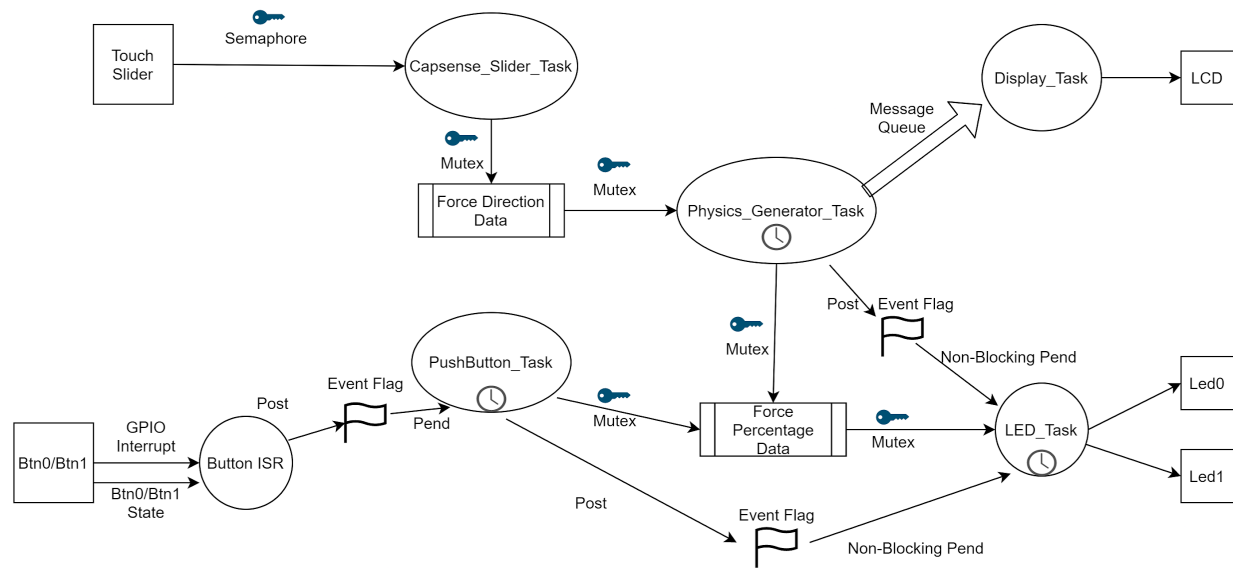 Semaphore
Touch
Slider
Capsense_Slider_Task
Display_Task
LCD
Message
Queue
Mutex
Mutex
Force Direction
Data
Physics_Generator_Task
Post
Event Flag
Mutex
Non-Blocking Pend
PushButton_Task
Event Flag
Post
Pend
Mutex
Force
Percentage
Data
Mutex
LED_Task
Led0
GPIO
Interrupt
Btn0/Btn1
Button ISR
Btn0/Btn1
State
Led1
Post
Event Flag
Non-Blocking Pend